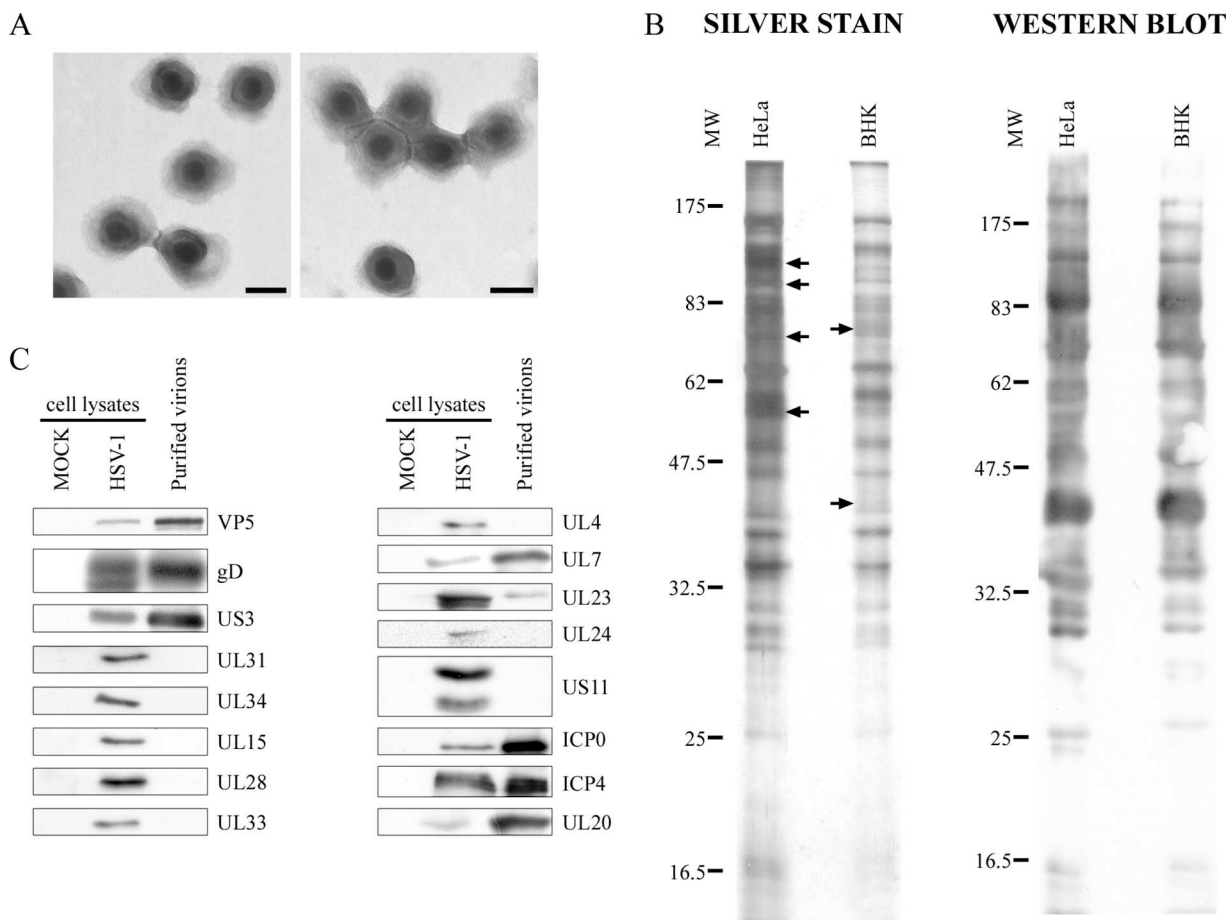 A
B SILVER STAIN WESTERN BLOT
MW
HeLa
BHK
MW
HeLa
BHK
175
83
62
47.5
32.5
25
16.5
175
83
62
47.5
32.5
25
16.5
C
cell lysates
MOCK
HSV-1
Purified virions
VP5
gD
US3
UL31
UL34
UL15
UL28
UL33
cell lysates
MOCK
HSV-1
Purified virions
UL4
UL7
UL23
UL24
US11
ICP0
ICP4
UL20